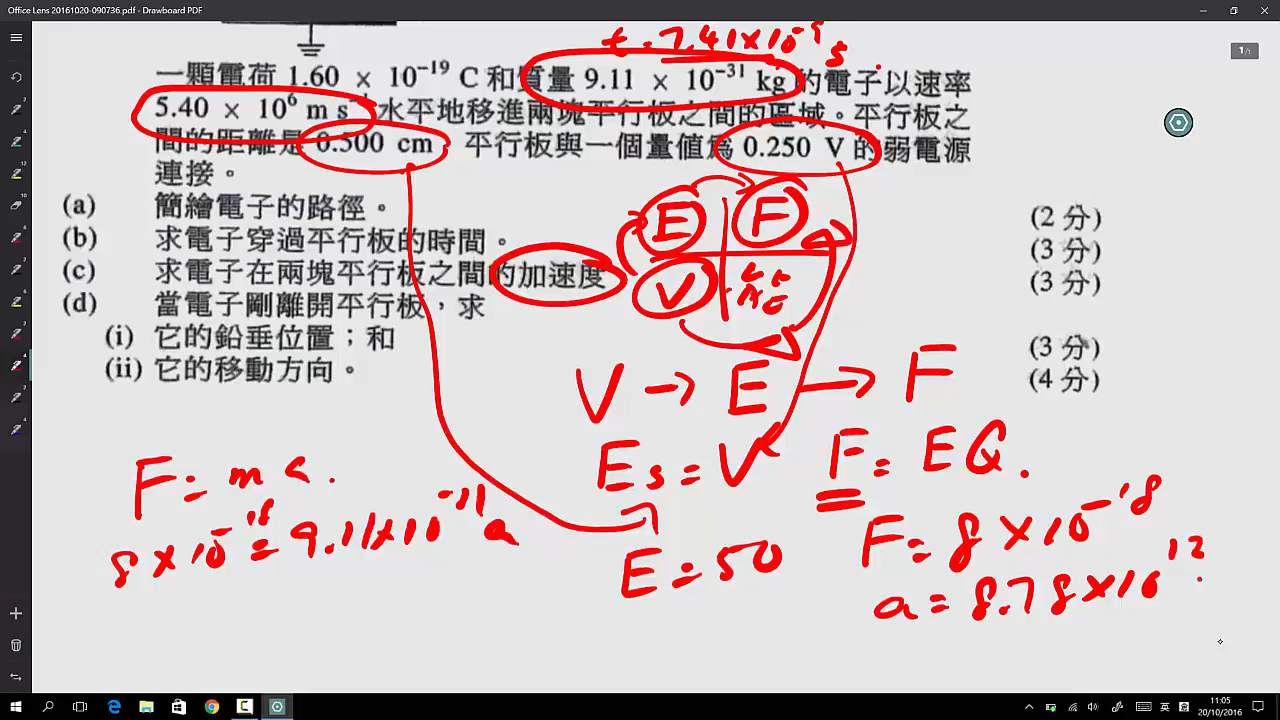 Office Lens 20161020-090736.pdf - Drawboard PDF
1/1
t = 7.41×10⁻⁹ s
一顆電荷 1.60 × 10⁻¹⁹ C 和質量 9.11 × 10⁻³¹ kg 的電子以速率
5.40 × 10⁶ m s⁻¹ 水平地移進兩塊平行板之間的區域。平行板之
間的距離是 0.500 cm 平行板與一個量值為 0.250 V 的弱電源
連接。
(a) 簡繪電子的路徑。 (2 分)
(b) 求電子穿過平行板的時間。 (3 分)
(c) 求電子在兩塊平行板之間的加速度 (3 分)
(d) 當電子剛離開平行板,求
(i) 它的鉛垂位置;和 (3 分)
(ii) 它的移動方向。 (4 分)
E F
V
V → E → F
Es = V
F = EQ.
E = 50
F = ma.
8×10⁻¹⁸ = 9.11×10⁻³¹ a
F = 8×10⁻¹⁸
a = 8.78×10¹²
11:05
20/10/2016